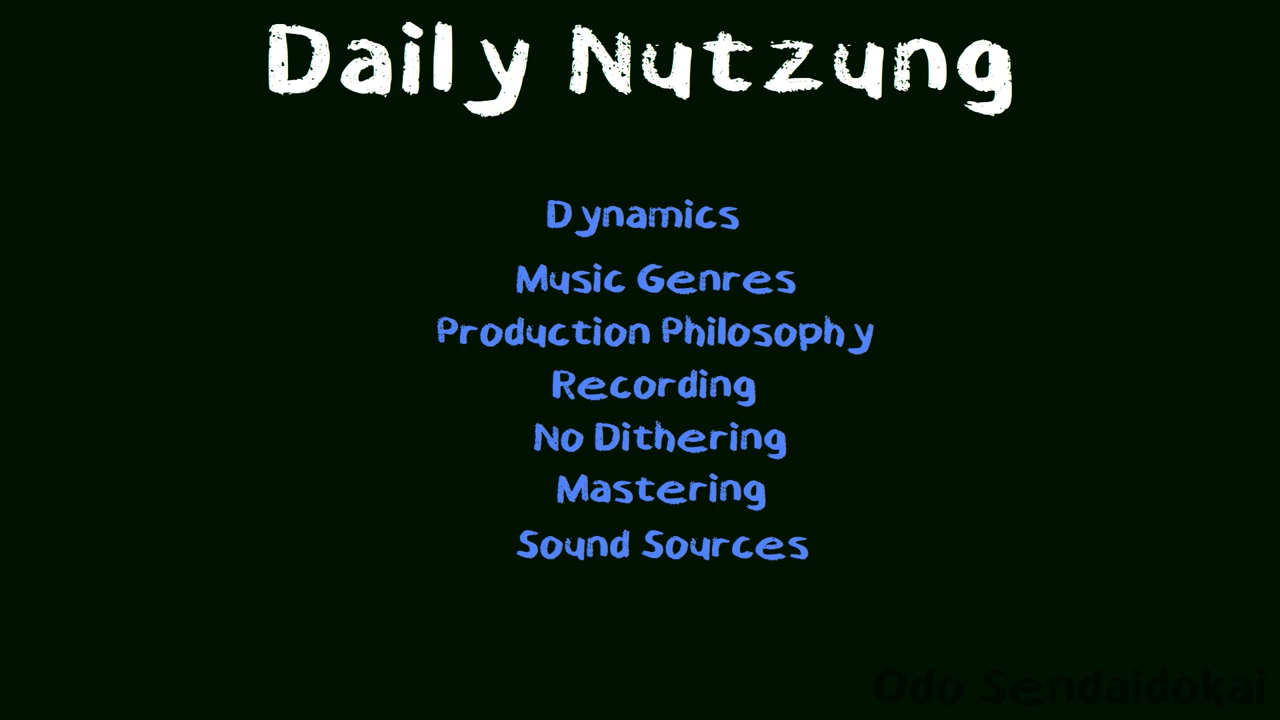 Daily Nutzung
Dynamics
Music Genres
Production Philosophy
Recording
No Dithering
Mastering
Sound Sources
Odo Sendaidokai